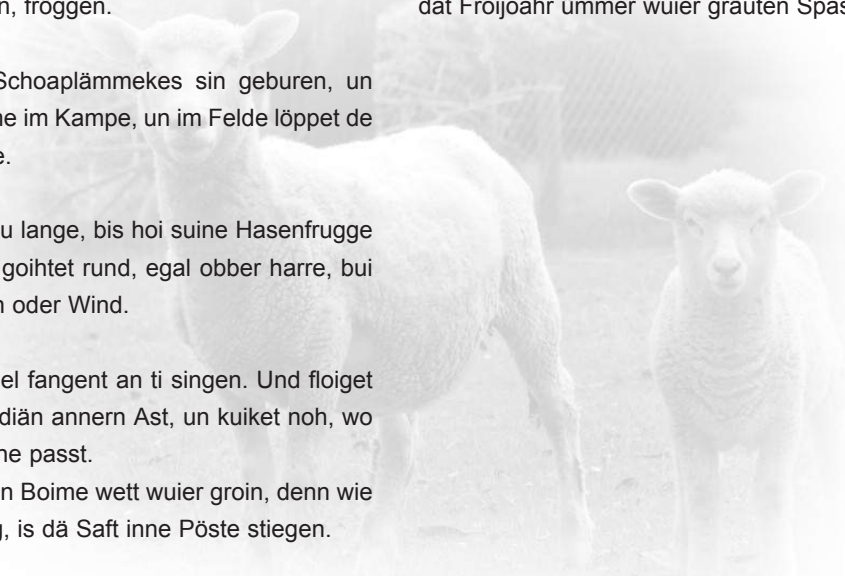 n, froggen.
Schoaplämmekes sin geburen, un
ne im Kampe, un im Felde löppet de
e.
u lange, bis hoi suine Hasenfrugge
goihtet rund, egal obber harre, bui
n oder Wind.
el fangent an ti singen. Und floiget
diän annern Ast, un kuiket noh, wo
ne passt.
n Boime wett wuier groin, denn wie
g, is dä Saft inne Pöste stiegen.
dat Froijoahr ümmer wuier grauten Spas